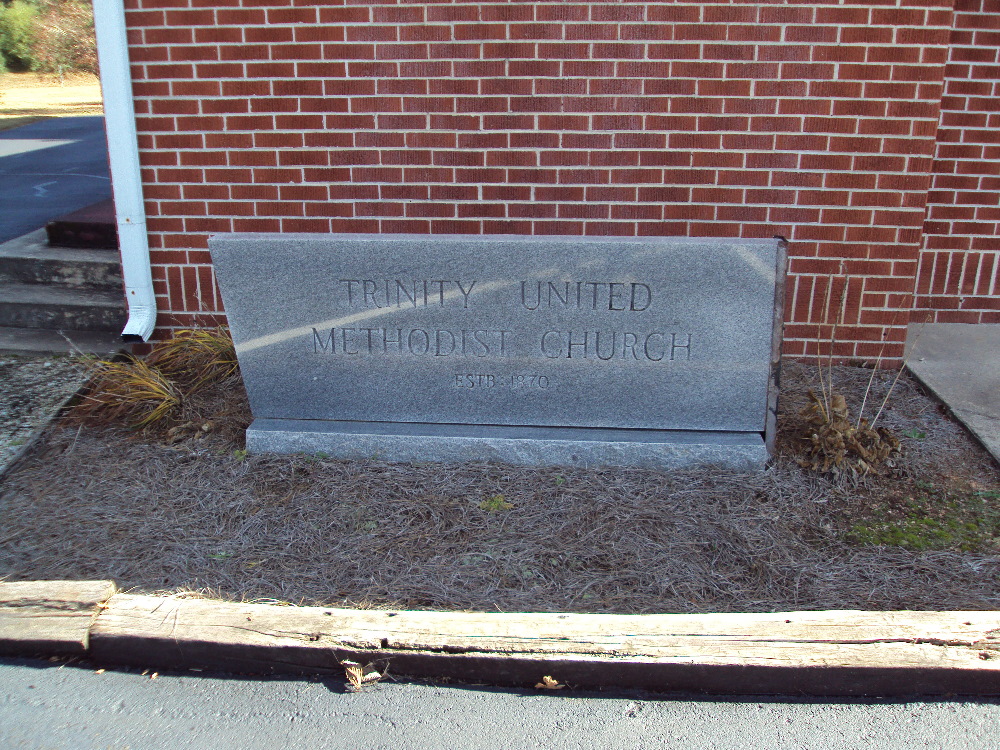 TRINITY UNITED
METHODIST CHURCH
ESTB. 1870